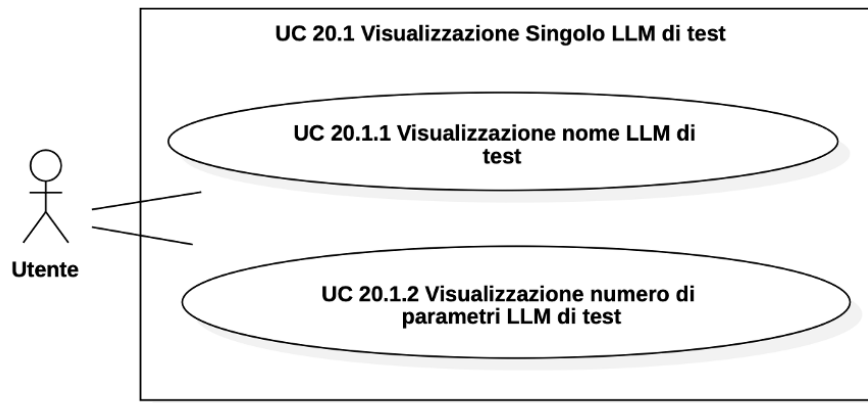 UC 20.1 Visualizzazione Singolo LLM di test
UC 20.1.1 Visualizzazione nome LLM di
test
Utente
UC 20.1.2 Visualizzazione numero di
parametri LLM di test